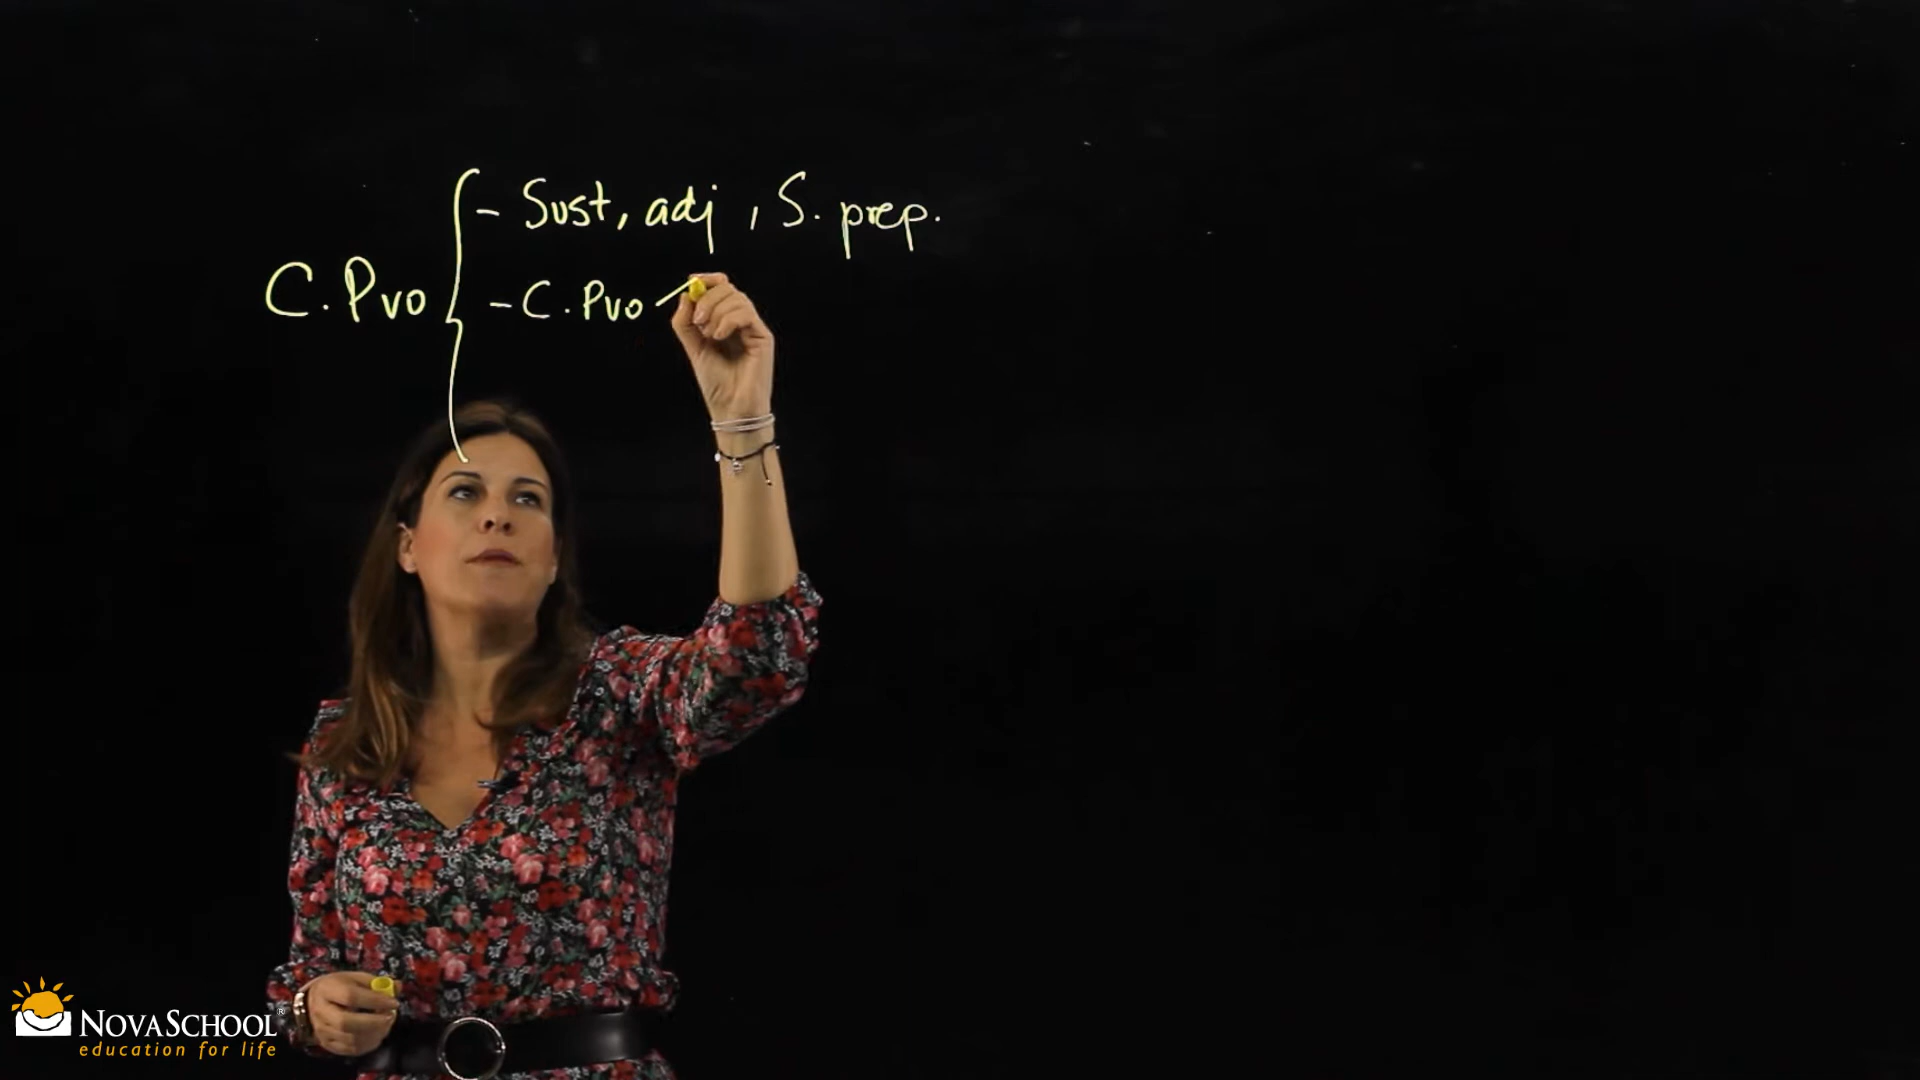 - Sust, adj, S. prep.
C. Pvo
- C. Pvo
NOVASCHOOL®
education for life